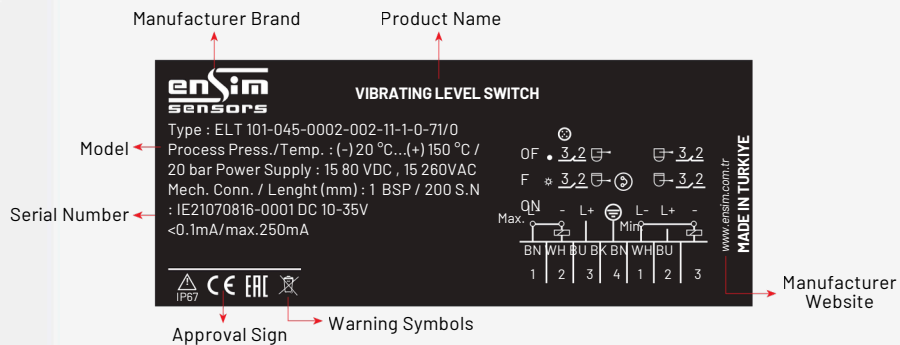 Manufacturer Brand
Product Name
enSim
sensors
VIBRATING LEVEL SWITCH
Type : ELT 101-045-0002-002-11-1-0-71/0
Model
Process Press./Temp. : (-) 20 °C...(+) 150 °C /
20 bar Power Supply : 15 80 VDC , 15 260VAC
Mech. Conn. / Lenght (mm) : 1 BSP / 200 S.N
Serial Number
: IE21070816-0001 DC 10-35V
<0.1mA/max.250mA
OF 3 2 3 2
F 3 2 3 2
ON
Max. L - L+ Min L- L+ -
BN WH BU BK BN WH BU
1 2 3 4 1 2 3
www.ensim.com.tr
MADE IN TURKIYE
IP67
CE EAC
Manufacturer
Website
Approval Sign
Warning Symbols